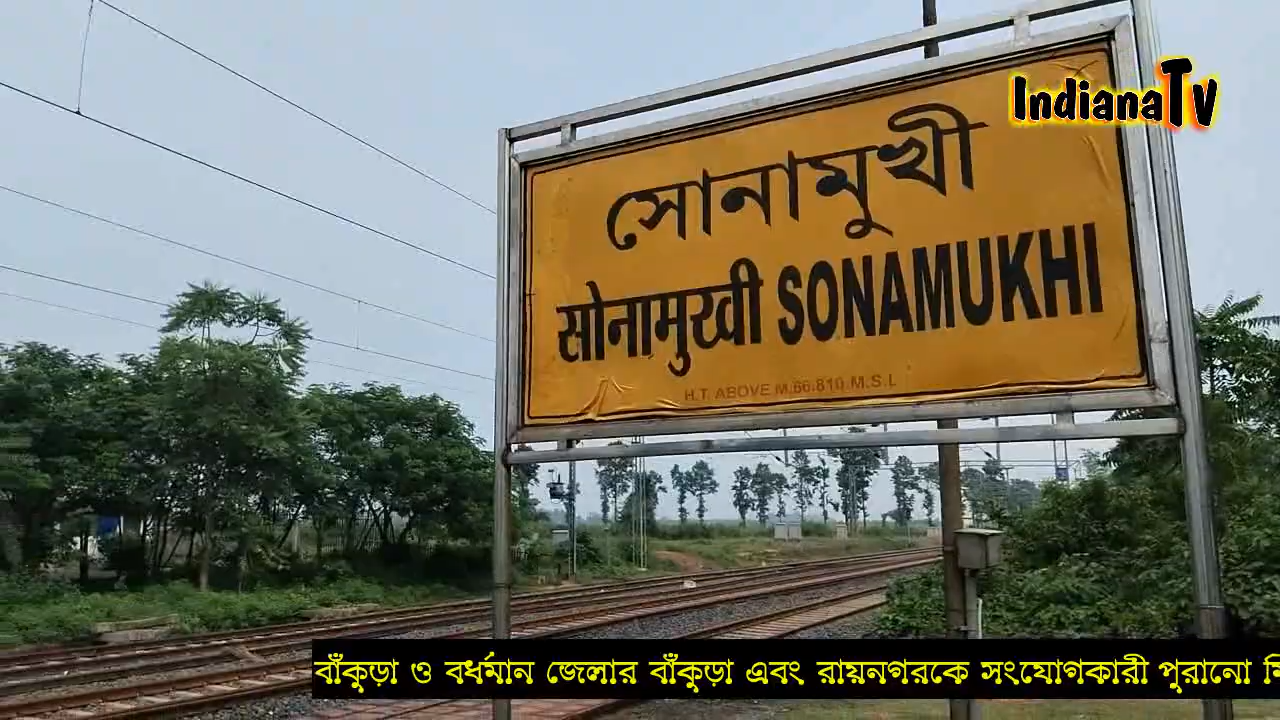 IndianaTV
সোনামুখী
सोनामुखी SONAMUKHI
H.T. ABOVE M.66.810.M.S.L
বাঁকুড়া ও বর্ধমান জেলার বাঁকুড়া এবং রায়নগরকে সংযোগকারী পুরানো